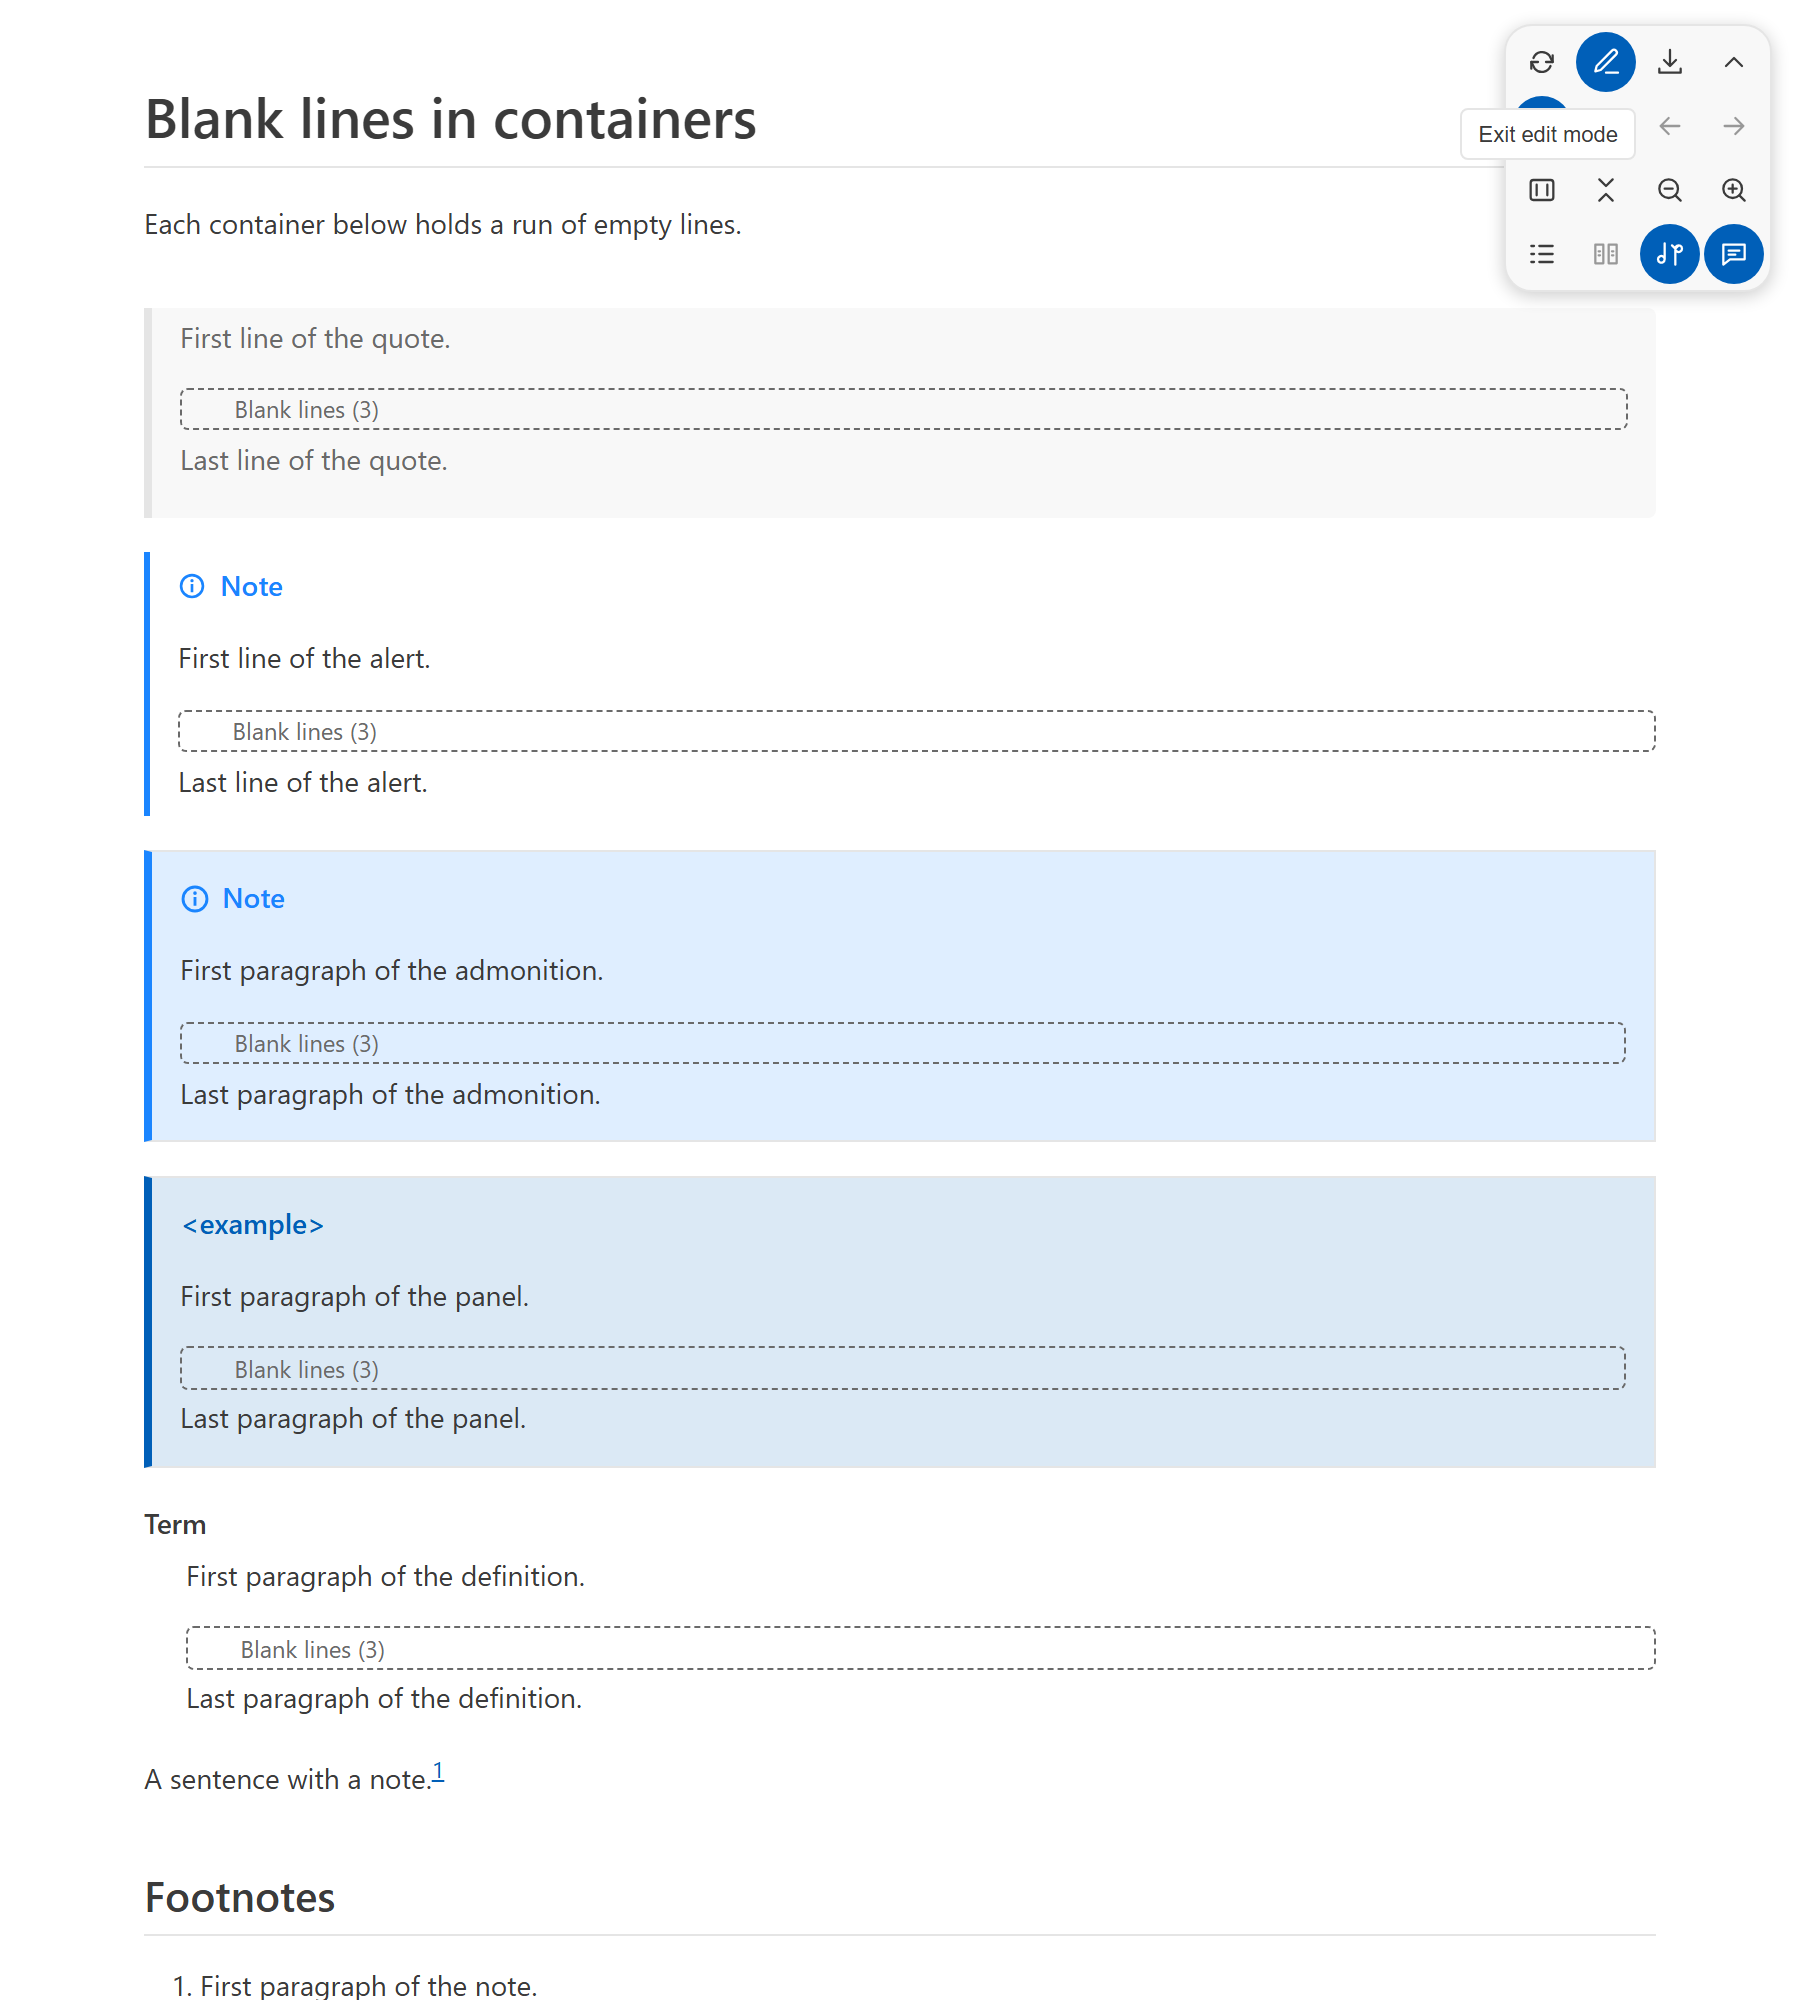 Blank lines in containers
Exit edit mode
Each container below holds a run of empty lines.
First line of the quote.
Blank lines (3)
Last line of the quote.
Note
First line of the alert.
Blank lines (3)
Last line of the alert.
Note
First paragraph of the admonition.
Blank lines (3)
Last paragraph of the admonition.
<example>
First paragraph of the panel.
Blank lines (3)
Last paragraph of the panel.
Term
First paragraph of the definition.
Blank lines (3)
Last paragraph of the definition.
A sentence with a note.1
Footnotes
1. First paragraph of the note.